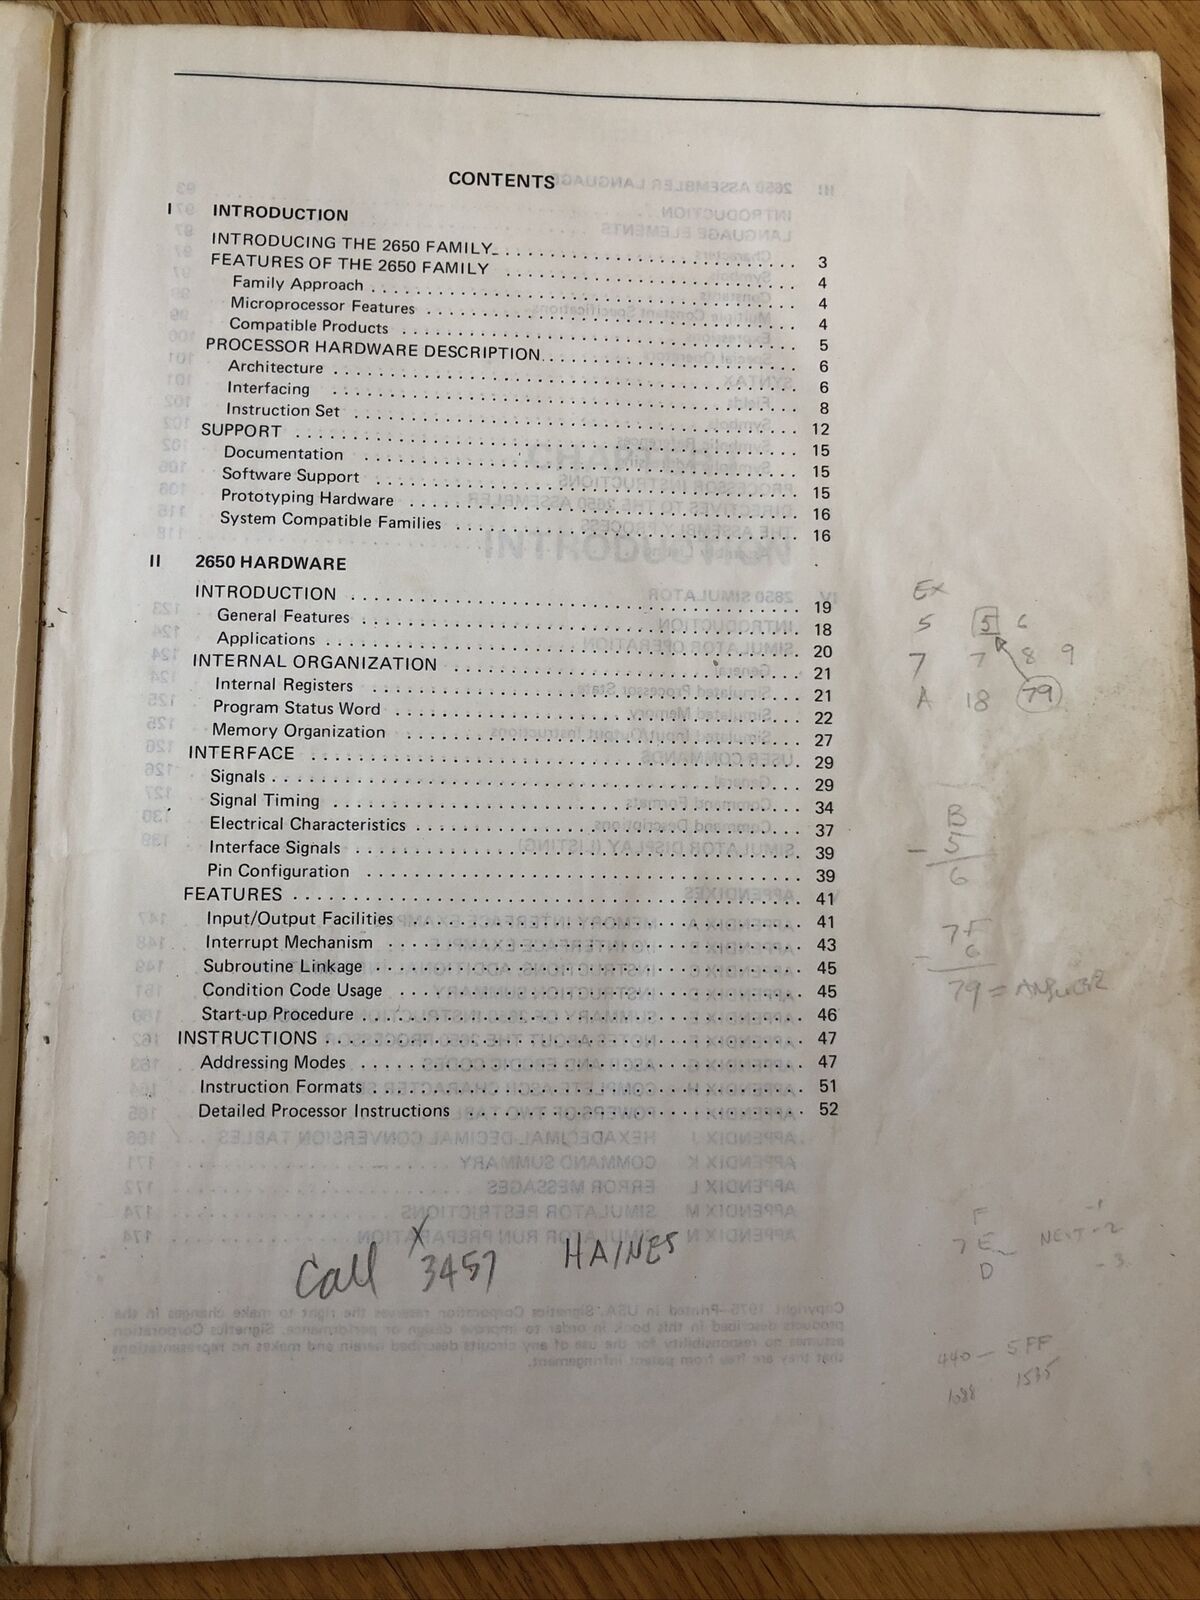 CONTENTS
I INTRODUCTION
INTRODUCING THE 2650 FAMILY 3
FEATURES OF THE 2650 FAMILY 4
Family Approach 4
Microprocessor Features 4
Compatible Products 5
PROCESSOR HARDWARE DESCRIPTION 6
Architecture 6
Interfacing 8
Instruction Set 12
SUPPORT 15
Documentation 15
Software Support 15
Prototyping Hardware 16
System Compatible Families 16
II 2650 HARDWARE
INTRODUCTION 19
General Features 18
Applications 20
INTERNAL ORGANIZATION 21
Internal Registers 21
Program Status Word 22
Memory Organization 27
INTERFACE 29
Signals 29
Signal Timing 34
Electrical Characteristics 37
Interface Signals 39
Pin Configuration 39
FEATURES 41
Input/Output Facilities 41
Interrupt Mechanism 43
Subroutine Linkage 45
Condition Code Usage 45
Start-up Procedure 46
INSTRUCTIONS 47
Addressing Modes 47
Instruction Formats 51
Detailed Processor Instructions 52
Call X 3457 HAINES
EX
5 5 6
7 7 8 9
A 18 79
B
- 5
6
7F
- 6
79 = ANSWER
F -1
7 E NEXT -2
D -3
440 — 5FF
1088 1535